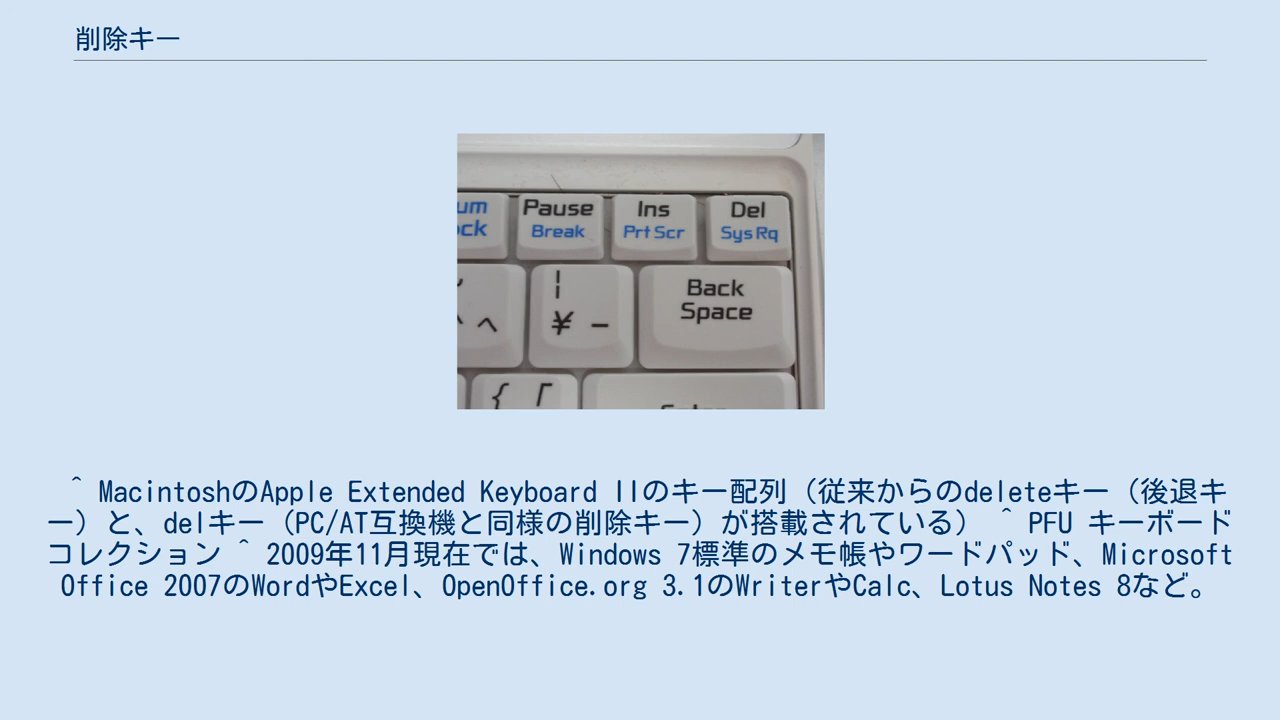 削除キー
um Pause Ins Del
ck Break Prt Scr Sys Rq
| Back
¥ - Space
^ へ
{ 「
^ MacintoshのApple Extended Keyboard IIのキー配列（従来からのdeleteキー（後退キ
ー）と、delキー（PC/AT互換機と同様の削除キー）が搭載されている） ^ PFU キーボード
コレクション ^ 2009年11月現在では、Windows 7標準のメモ帳やワードパッド、Microsoft
Office 2007のWordやExcel、OpenOffice.org 3.1のWriterやCalc、Lotus Notes 8など。